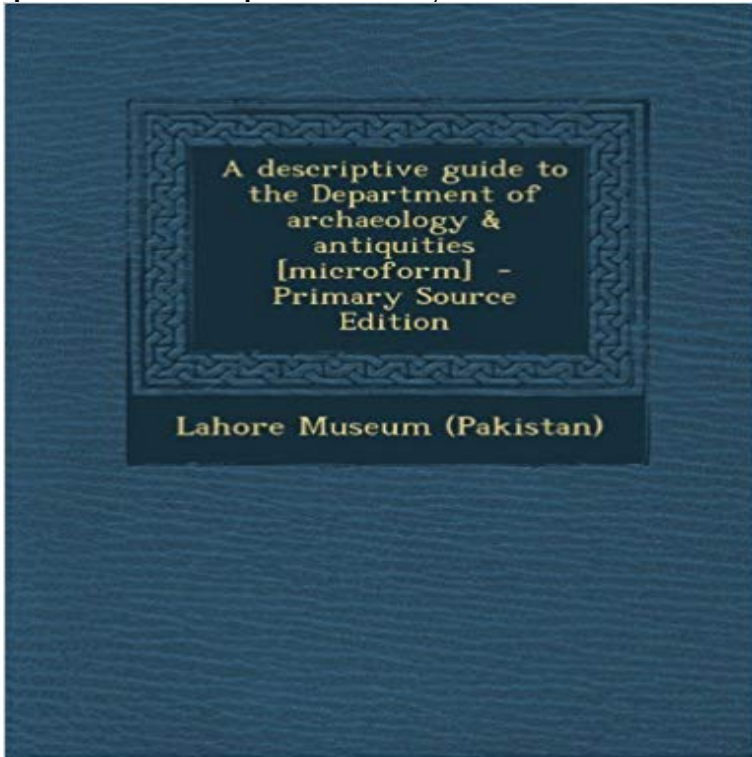 A descriptive guide to
the Department of
archaeology &
antiquities
[microform] -
Primary Source
Edition
Lahore Museum (Pakistan)